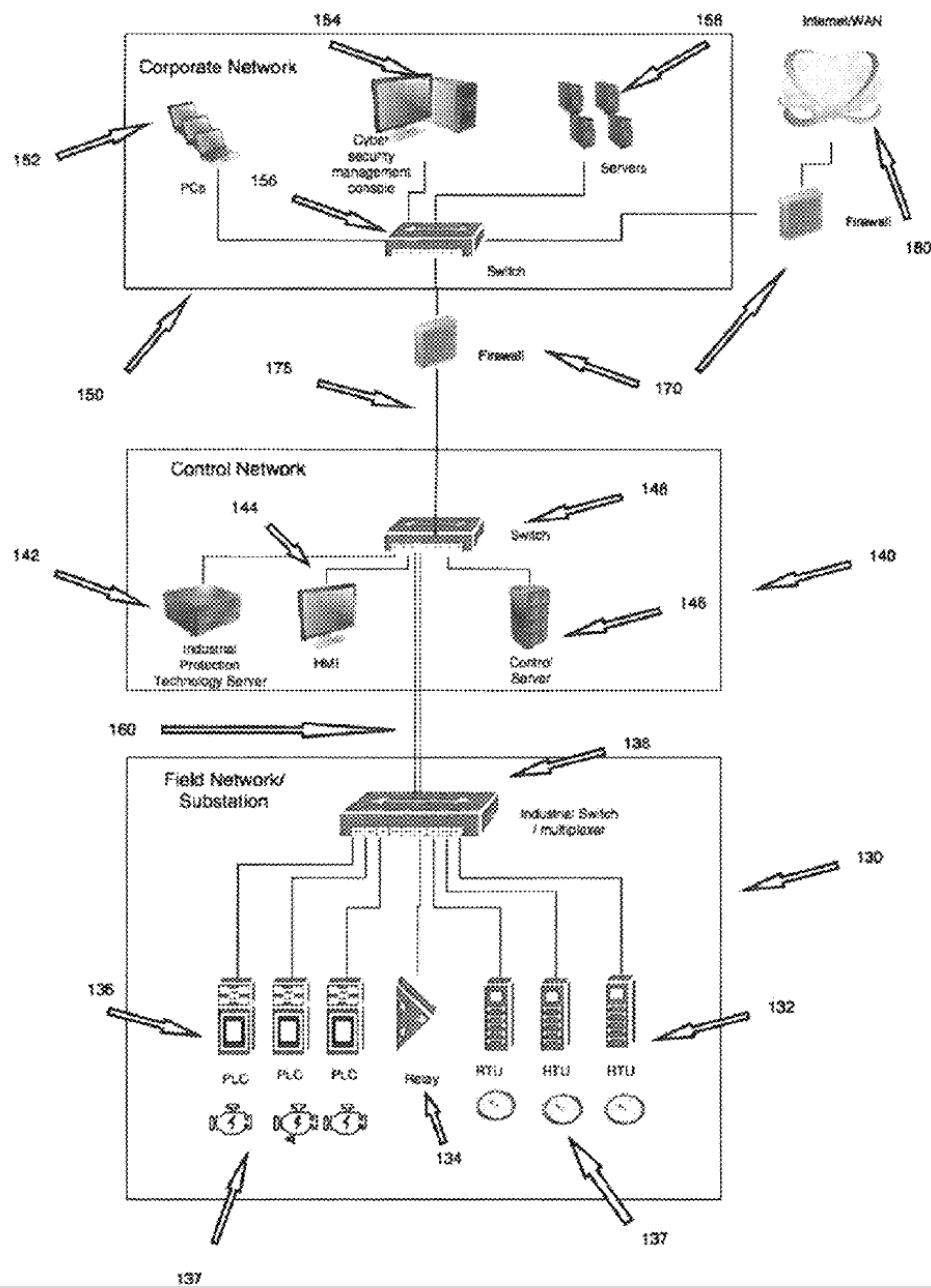 154
158
Internet/WAN
Corporate Network
152
Cyber
security
management
console
Servers
156
PCs
Firewall
180
Switch
150
175
Firewall
170
Control Network
144
148
Switch
142
140
146
Industrial
Protection
Technology Server
HMI
Control
Server
160
138
Field Network/
Substation
Industrial Switch
/ multiplexer
130
136
132
PLC
PLC
PLC
Relay
RTU
RTU
RTU
134
137
137